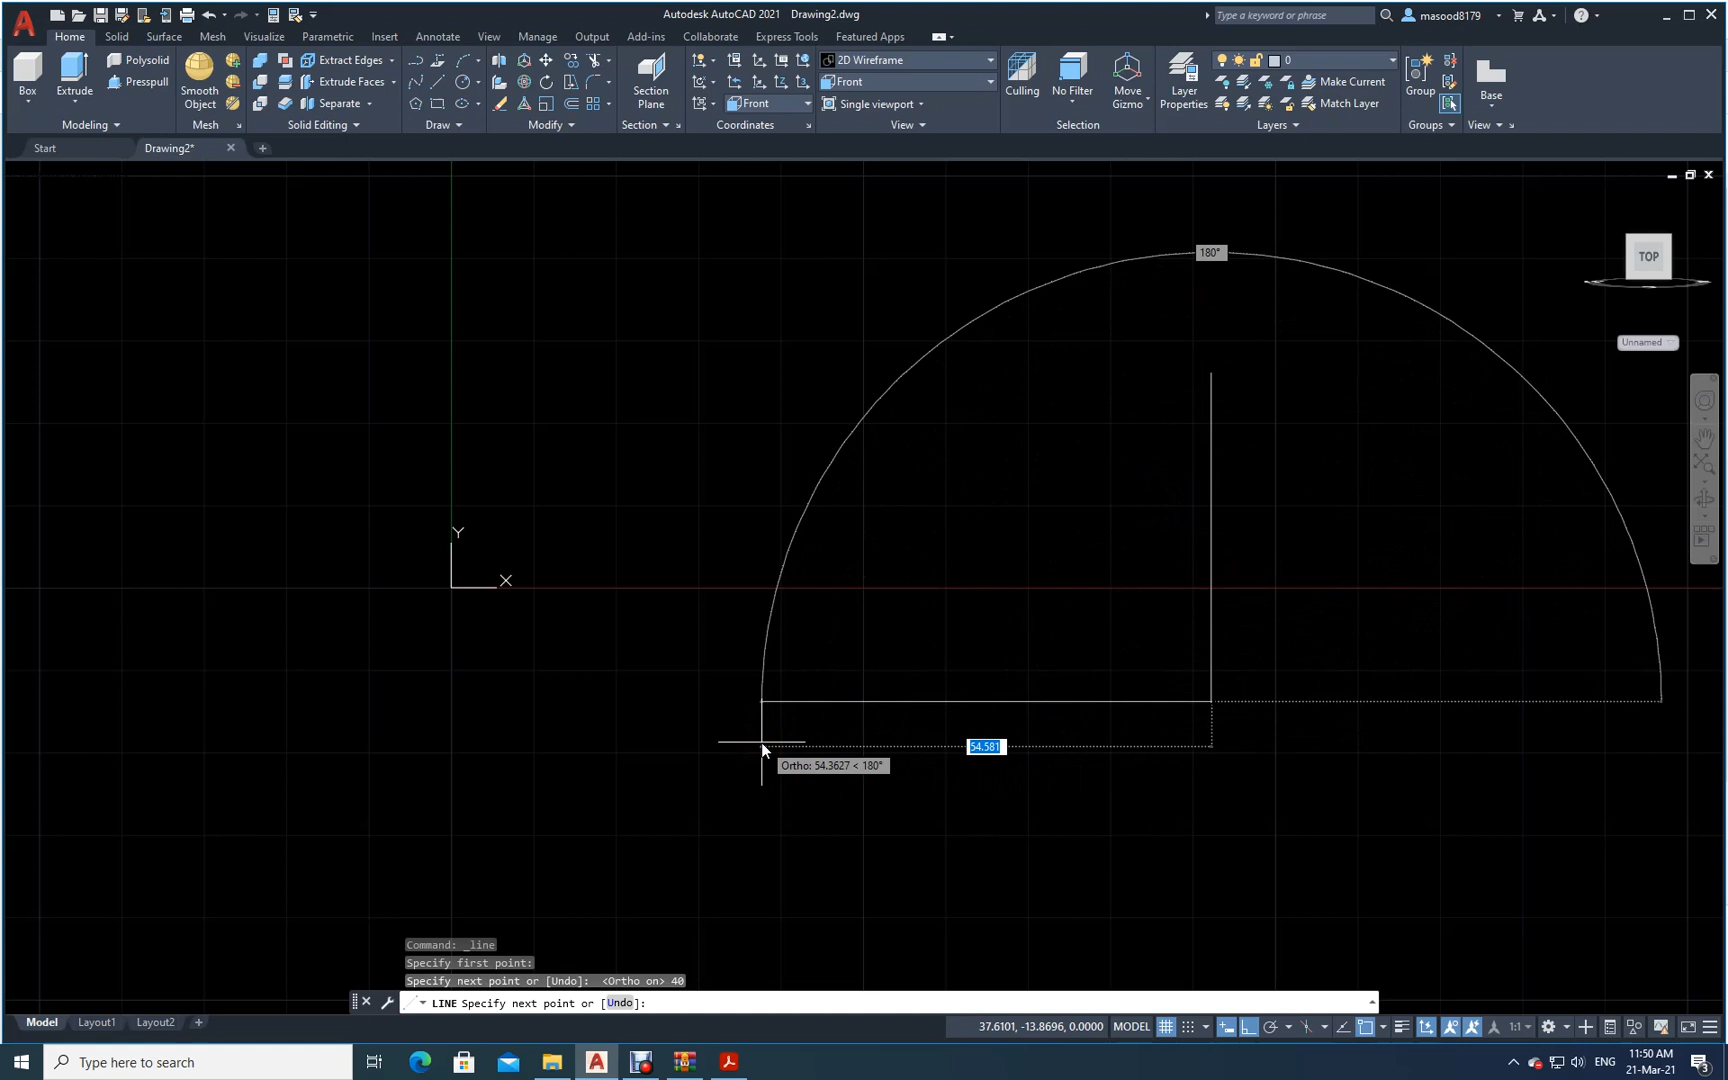 Autodesk AutoCAD 2021 Drawing2.dwg
Type a keyword or phrase
masood8179
Home Solid Surface Mesh Visualize Parametric Insert Annotate View Manage Output Add-ins Collaborate Express Tools Featured Apps
Box
Extrude
Polysolid
Presspull
Modeling
Smooth
Object
Mesh
Extract Edges
Extrude Faces
Separate
Solid Editing
Draw
Modify
Section
Plane
Section
Front
Coordinates
2D Wireframe
Front
Single viewport
View
Culling
No Filter
Move
Gizmo
Selection
Layer
Properties
0
Make Current
Match Layer
Layers
Group
Groups
Base
View
Start
Drawing2*
180°
TOP
Unnamed
Y
X
54.581
Ortho: 54.3627 < 180°
Command: _line
Specify first point:
Specify next point or [Undo]: <Ortho on> 40
LINE Specify next point or [Undo]:
Model Layout1 Layout2
37.6101, -13.8696, 0.0000 MODEL
1:1
Type here to search
ENG
11:50 AM
21-Mar-21
3